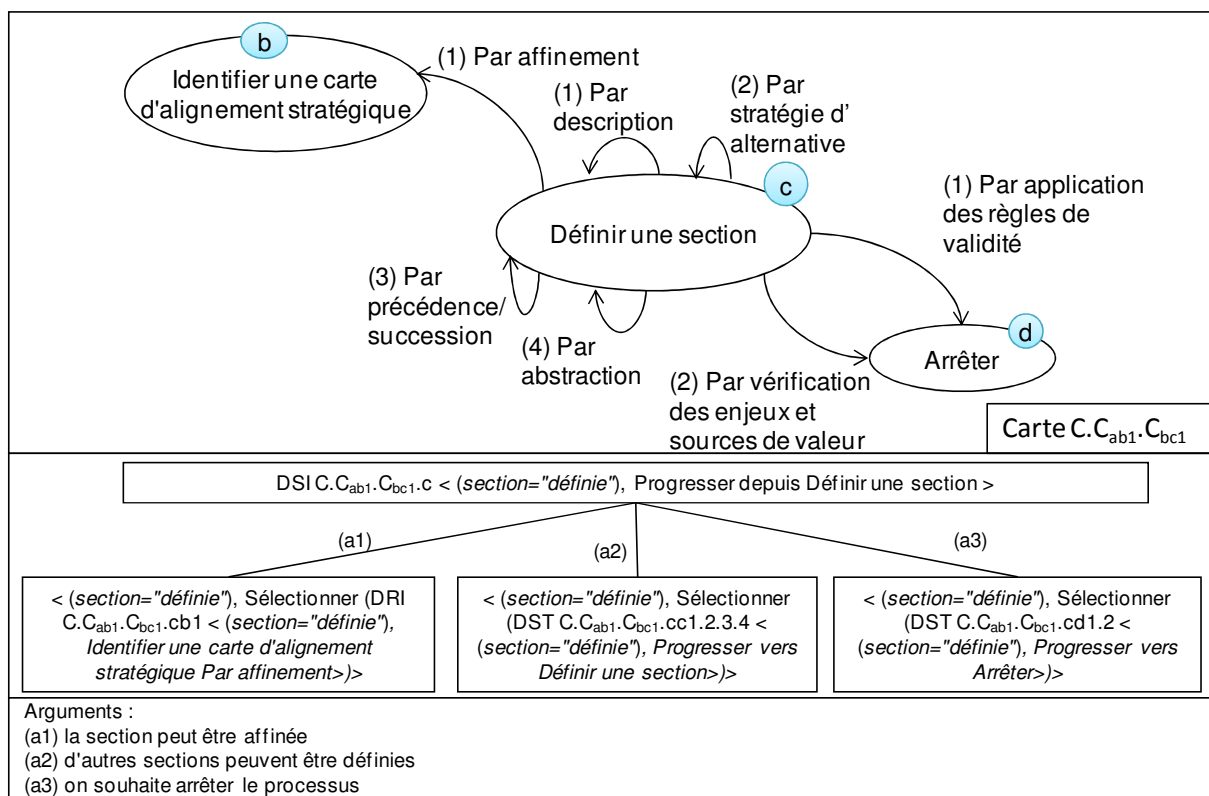 b
Identifier une carte
d'alignement stratégique
(1) Par affinement
(1) Par
description
(2) Par
stratégie d'
alternative
c
Définir une section
(1) Par application
des règles de
validité
(3) Par
précédence/
succession
(4) Par
abstraction
(2) Par vérification
des enjeux et
sources de valeur
d
Arrêter
Carte C.Cab1.Cbc1
DSI C.Cab1.Cbc1.c < (section="définie"), Progresser depuis Définir une section >
(a1)
(a2)
(a3)
< (section="définie"), Sélectionner (DRI
C.Cab1.Cbc1.cb1 < (section="définie"),
Identifier une carte d'alignement
stratégique Par affinement>)>
< (section="définie"), Sélectionner
(DST C.Cab1.Cbc1.cc1.2.3.4 <
(section="définie"), Progresser vers
Définir une section>)>
< (section="définie"), Sélectionner
(DST C.Cab1.Cbc1.cd1.2 <
(section="définie"), Progresser vers
Arrêter>)>
Arguments :
(a1) la section peut être affinée
(a2) d'autres sections peuvent être définies
(a3) on souhaite arrêter le processus